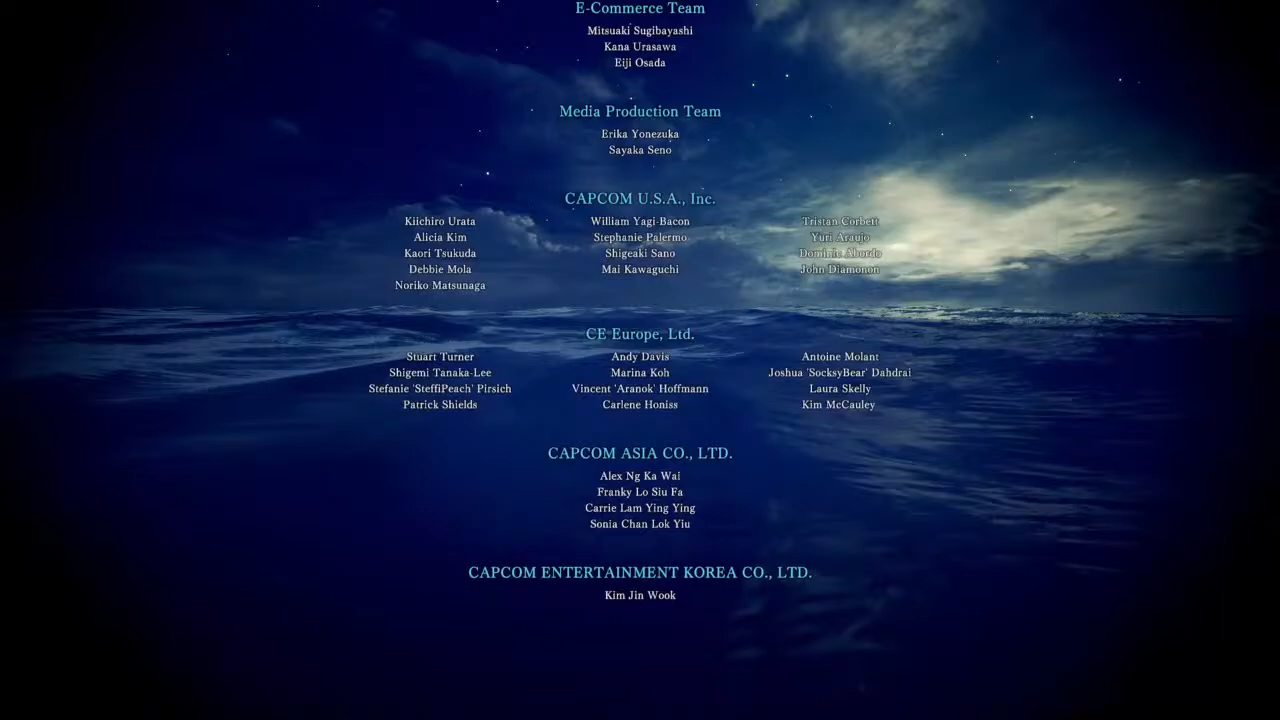 E-Commerce Team
Mitsuaki Sugibayashi
Kana Urasawa
Eiji Osada
Media Production Team
Erika Yonezuka
Sayaka Seno
CAPCOM U.S.A., Inc.
Kiichiro Urata William Yagi-Bacon Tristan Corbett
Alicia Kim Stephanie Palermo Yuri Araujo
Kaori Tsukuda Shigeaki Sano Dominic Abordo
Debbie Mola Mai Kawaguchi John Diamonon
Noriko Matsunaga
CE Europe, Ltd.
Stuart Turner Andy Davis Antoine Molant
Shigemi Tanaka-Lee Marina Koh Joshua 'SocksyBear' Dahdrai
Stefanie 'SteffiPeach' Pirsich Vincent 'Aranok' Hoffmann Laura Skelly
Patrick Shields Carlene Honiss Kim McCauley
CAPCOM ASIA CO., LTD.
Alex Ng Ka Wai
Franky Lo Siu Fa
Carrie Lam Ying Ying
Sonia Chan Lok Yiu
CAPCOM ENTERTAINMENT KOREA CO., LTD.
Kim Jin Wook